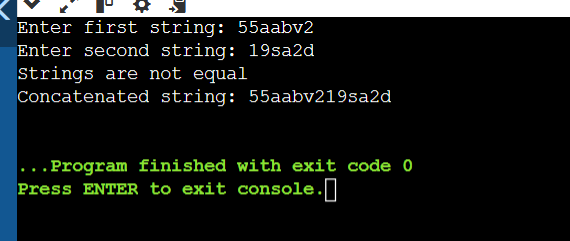 Enter first string: 55aabv2
Enter second string: 19sa2d
Strings are not equal
Concatenated string: 55aabv219sa2d
...Program finished with exit code 0
Press ENTER to exit console.